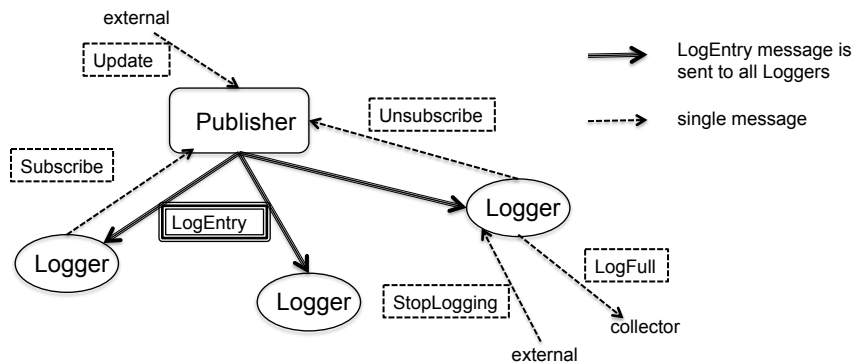 external
Update
LogEntry message is
sent to all Loggers
Publisher
Unsubscribe
single message
Subscribe
LogEntry
Logger
Logger
Logger
LogFull
StopLogging
collector
external